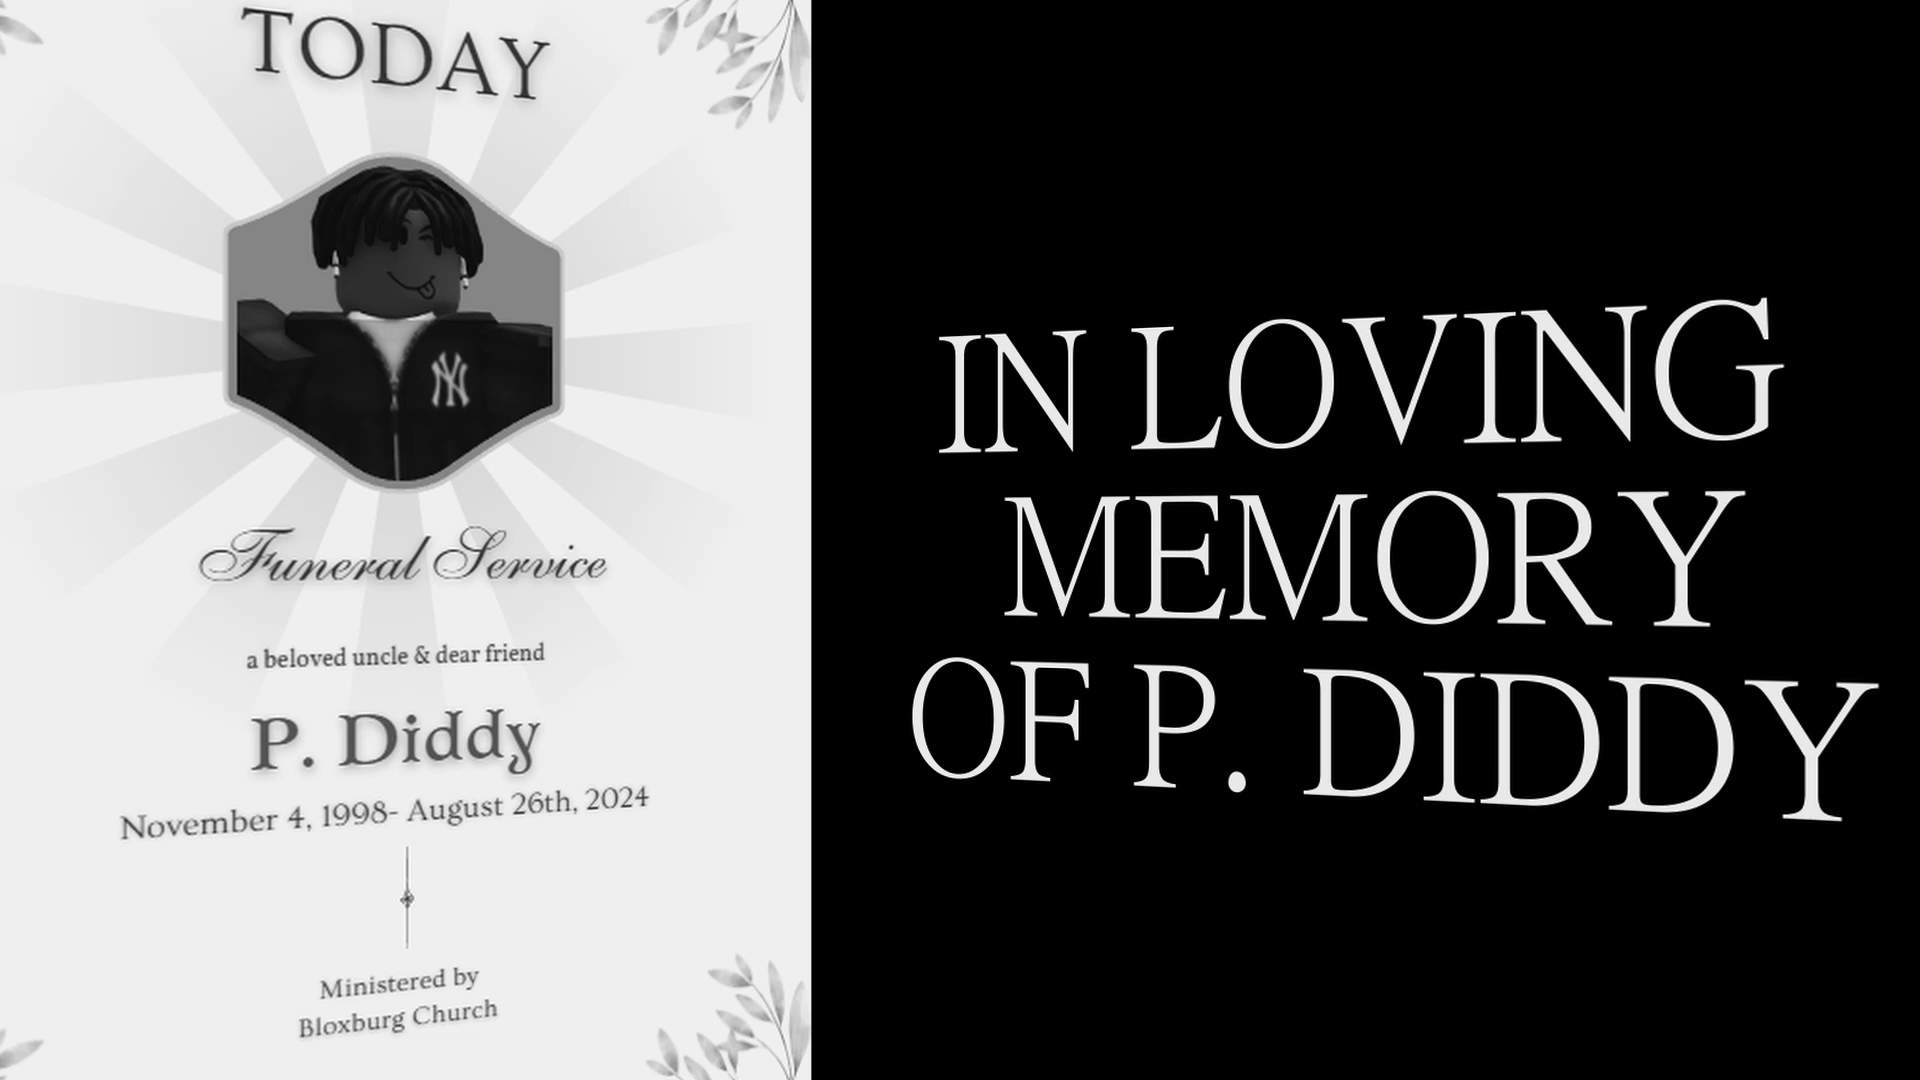 TODAY
NY
Funeral Service
a beloved uncle & dear friend
P. Diddy
November 4, 1998- August 26th, 2024
Ministered by
Bloxburg Church
IN LOVING
MEMORY
OF P. DIDDY